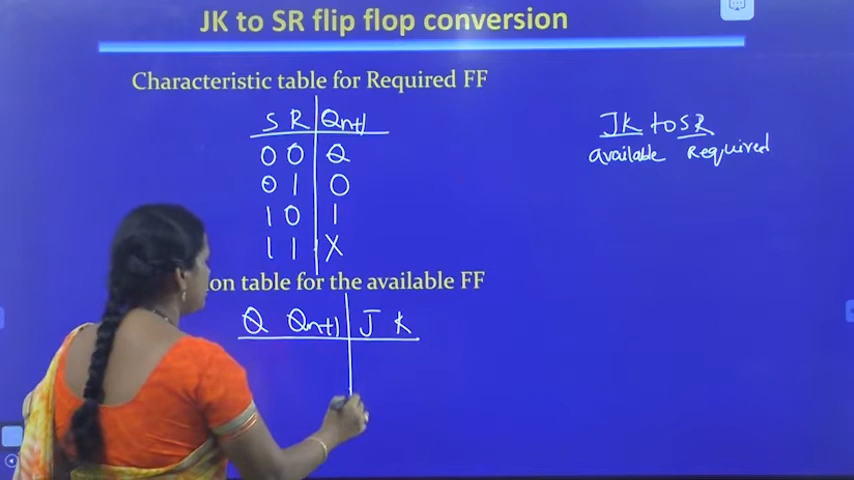 JK to SR flip flop conversion
Characteristic table for Required FF
S R Qn+1
0 0 Q
0 1 0
1 0 1
1 1 X
JK to SR
available Required
on table for the available FF
Q Qn+1 J K